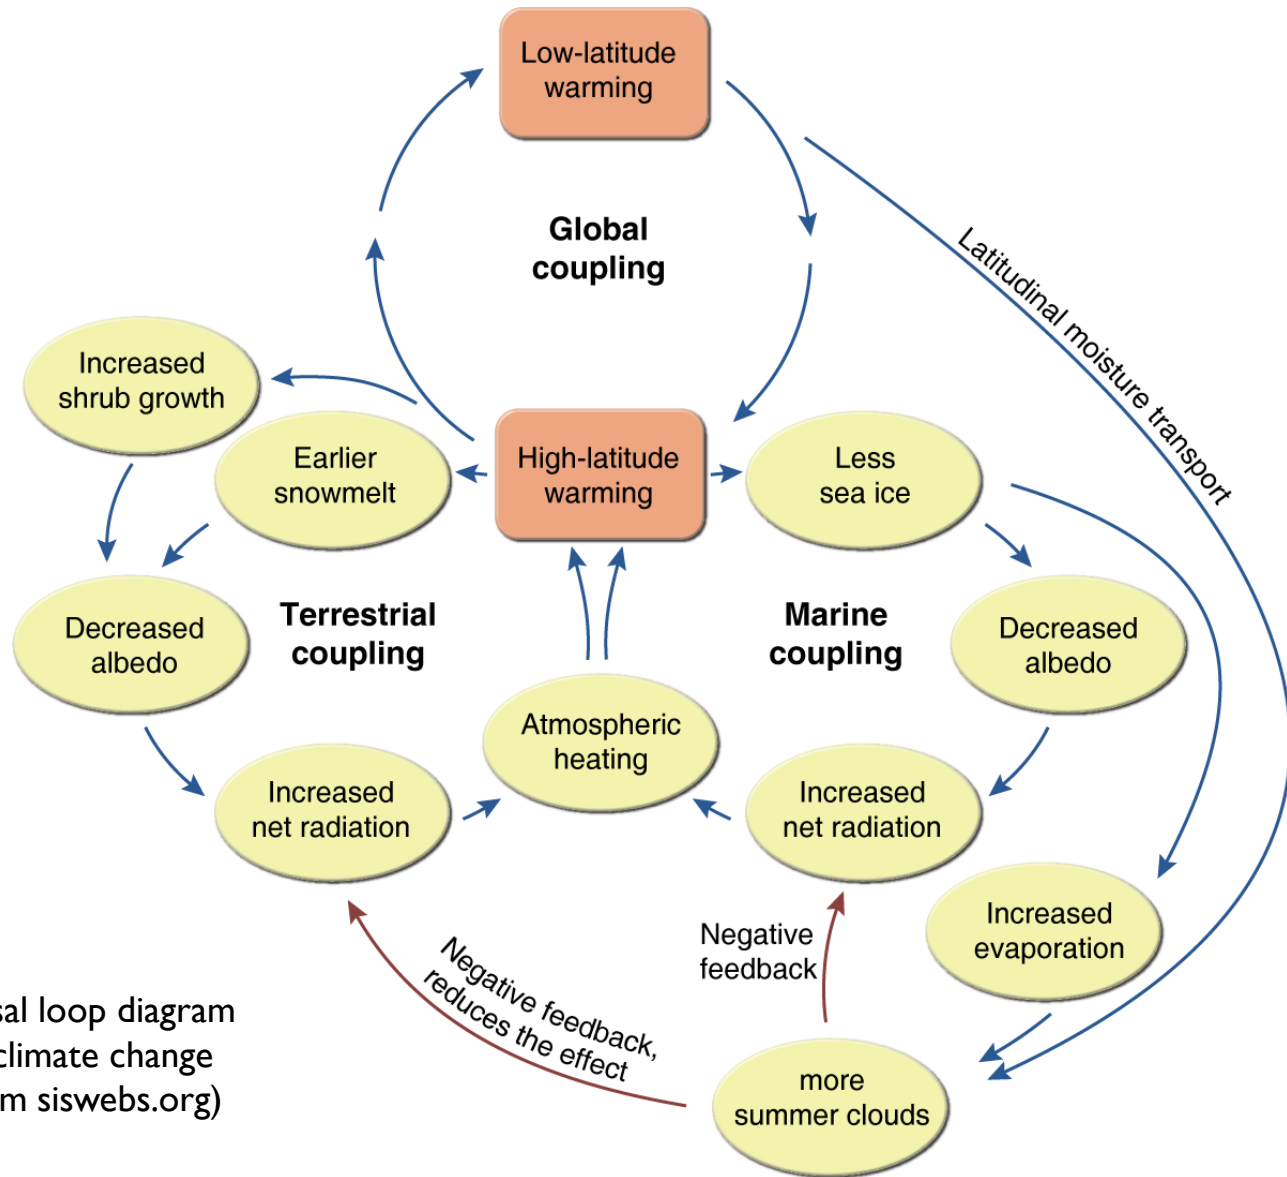 Low-latitude
warming
Global
coupling
Latitudinal moisture transport
Increased
shrub growth
Earlier
snowmelt
High-latitude
warming
Less
sea ice
Decreased
albedo
Terrestrial
coupling
Marine
coupling
Decreased
albedo
Atmospheric
heating
Increased
net radiation
Increased
net radiation
Increased
evaporation
Negative
feedback
Negative feedback,
reduces the effect
sal loop diagram
climate change
m siswebs.org)
more
summer clouds